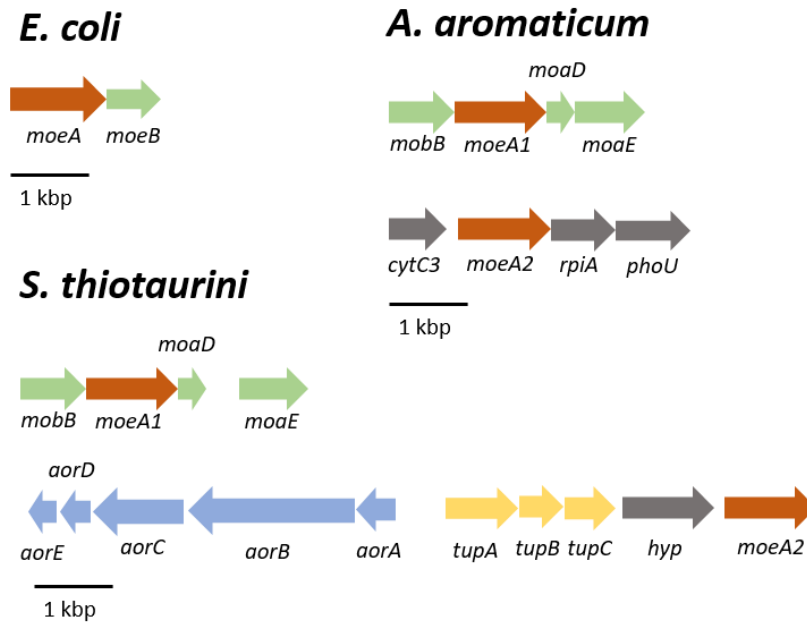 E. coli
moeA moeB
1 kbp
A. aromaticum
moaD
mobB moeA1 moaE
cytC3 moeA2 rpiA phoU
1 kbp
S. thiotaurini
moaD
mobB moeA1 moaE
aorD
aorE aorC aorB aorA tupA tupB tupC hyp moeA2
1 kbp